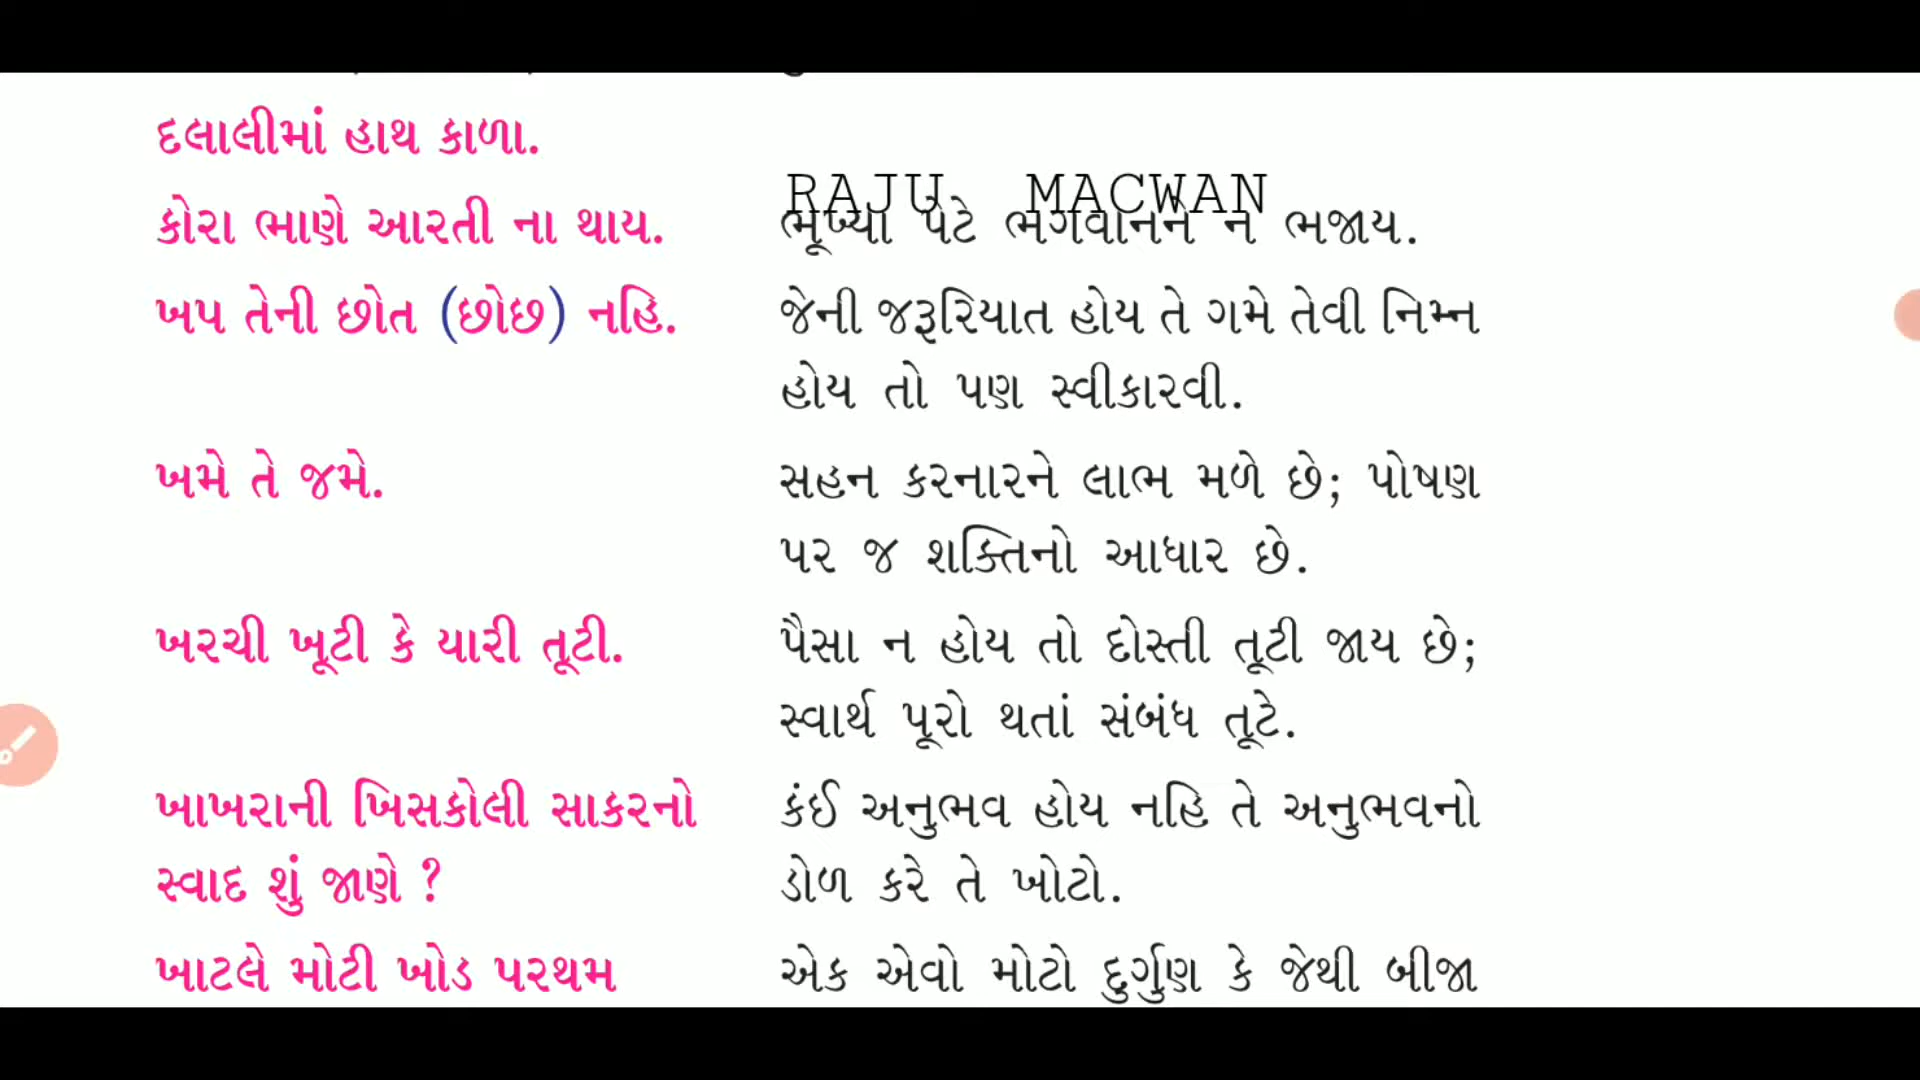 દલાલીમાં હાથ કાળા.
RAJU MACWAN
કોરા ભાણે આરતી ના થાય. ભૂખ્યા પેટે ભગવાનને ન ભજાય.
ખપ તેની છોત (છોછ) નહિ. જેની જરૂરિયાત હોય તે ગમે તેવી નિમ્ન
હોય તો પણ સ્વીકારવી.
ખમે તે જમે. સહન કરનારને લાભ મળે છે; પોષણ
પર જ શક્તિનો આધાર છે.
ખરચી ખૂટી કે યારી તૂટી. પૈસા ન હોય તો દોસ્તી તૂટી જાય છે;
સ્વાર્થ પૂરો થતાં સંબંધ તૂટે.
ખાખરાની ખિસકોલી સાકરનો કંઈ અનુભવ હોય નહિ તે અનુભવનો
સ્વાદ શું જાણે ? ડોળ કરે તે ખોટો.
ખાટલે મોટી ખોડ પરથમ એક એવો મોટો દુર્ગુણ કે જેથી બીજા